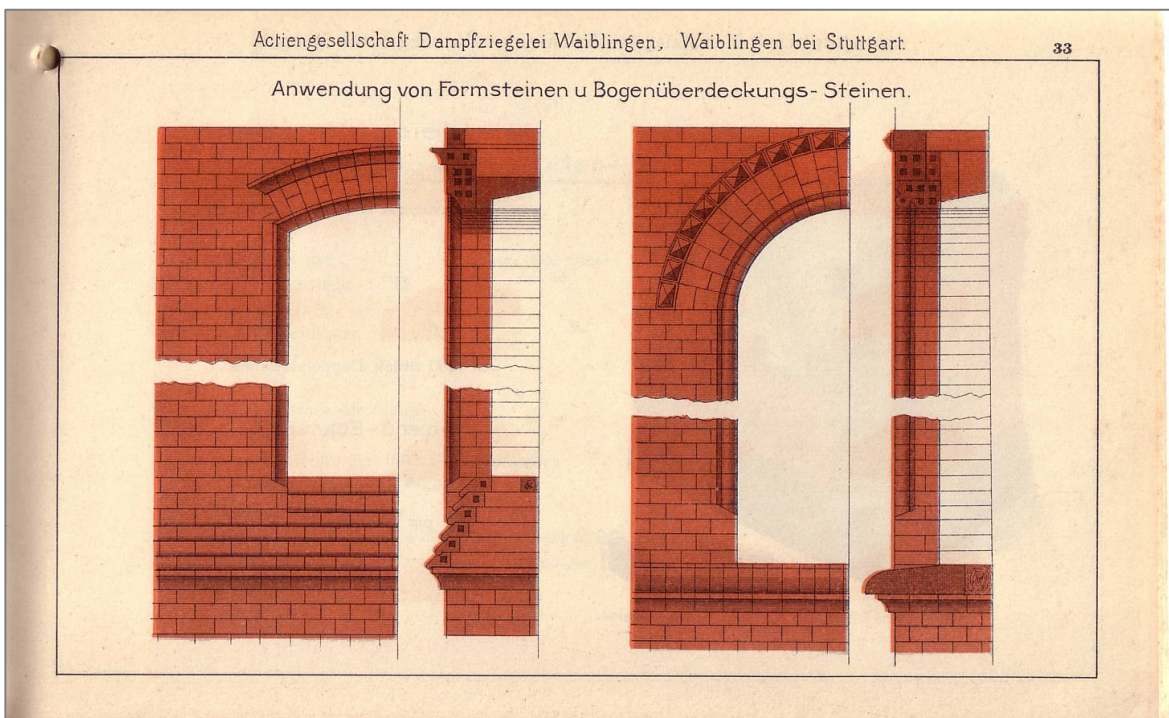 Actiengesellschaft Dampfziegelei Waiblingen, Waiblingen bei Stuttgart. 33
Anwendung von Formsteinen u Bogenüberdeckungs-Steinen.